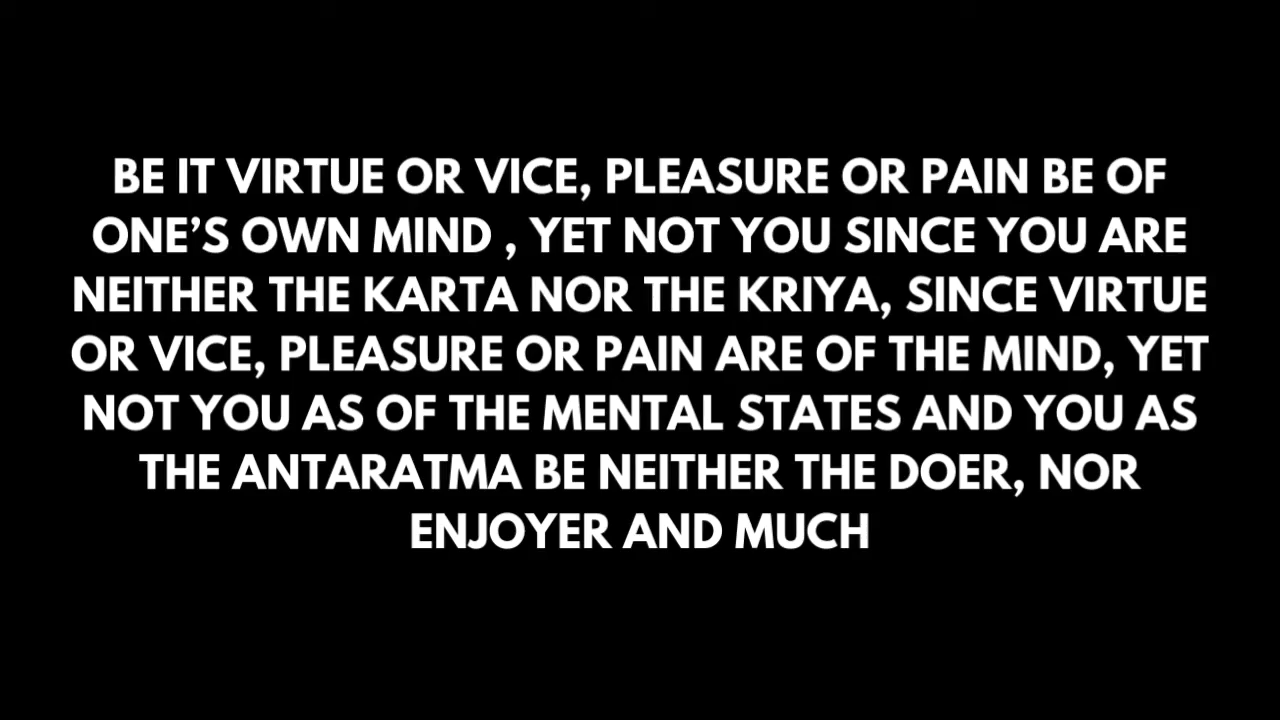 BE IT VIRTUE OR VICE, PLEASURE OR PAIN BE OF
ONE’S OWN MIND , YET NOT YOU SINCE YOU ARE
NEITHER THE KARTA NOR THE KRIYA, SINCE VIRTUE
OR VICE, PLEASURE OR PAIN ARE OF THE MIND, YET
NOT YOU AS OF THE MENTAL STATES AND YOU AS
THE ANTARATMA BE NEITHER THE DOER, NOR
ENJOYER AND MUCH